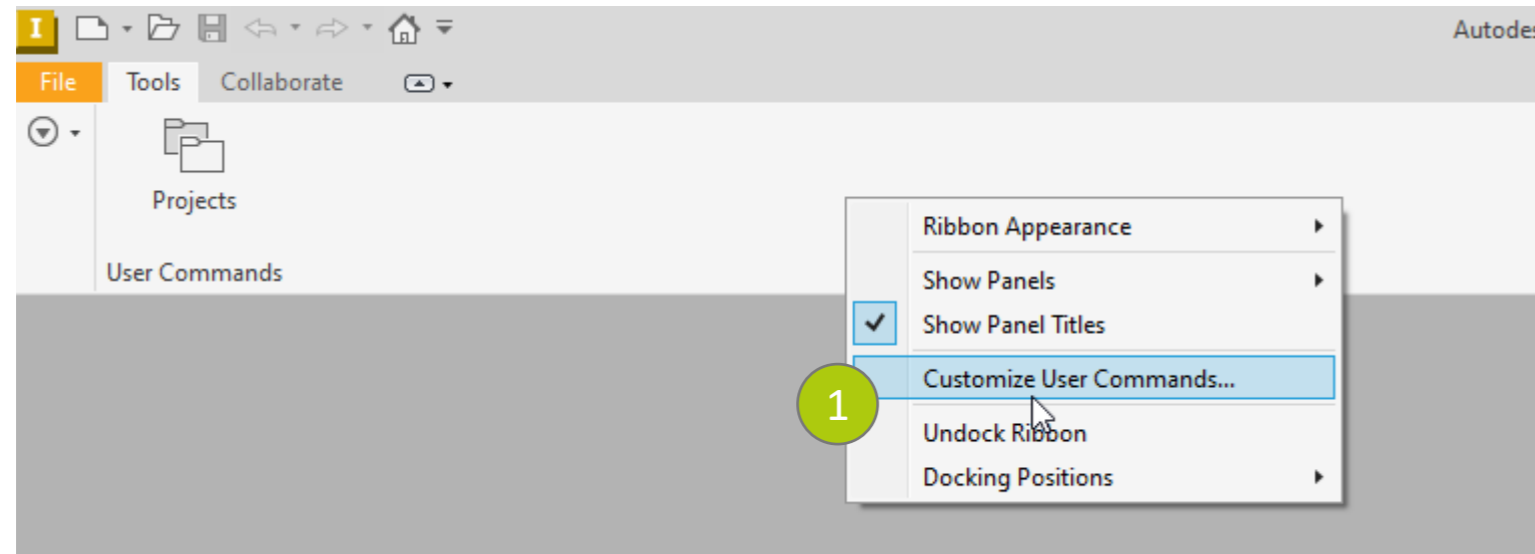 I
Autodes
File Tools Collaborate
Projects
User Commands
Ribbon Appearance
Show Panels
Show Panel Titles
Customize User Commands...
1
Undock Ribbon
Docking Positions